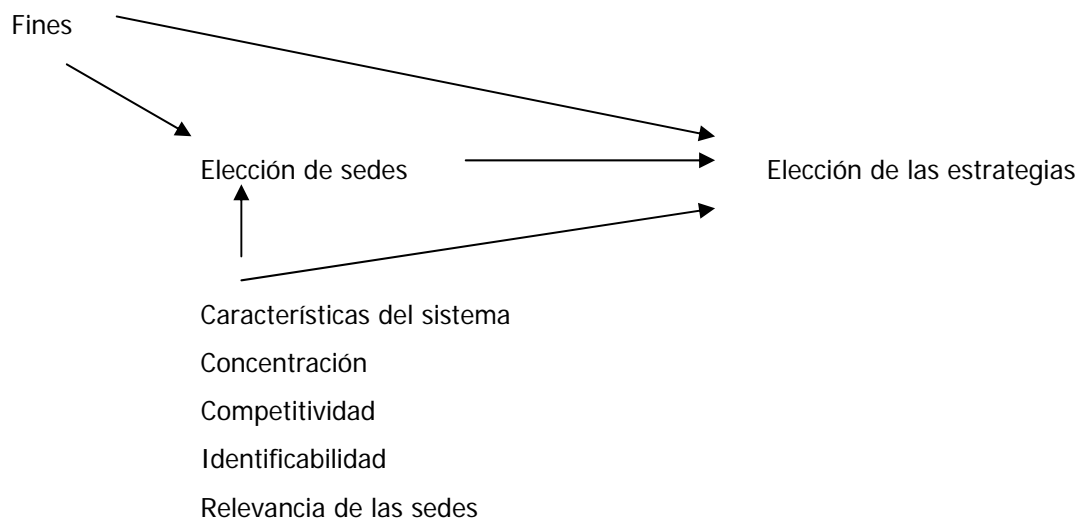 Fines
Elección de sedes
Elección de las estrategias
Características del sistema
Concentración
Competitividad
Identificabilidad
Relevancia de las sedes